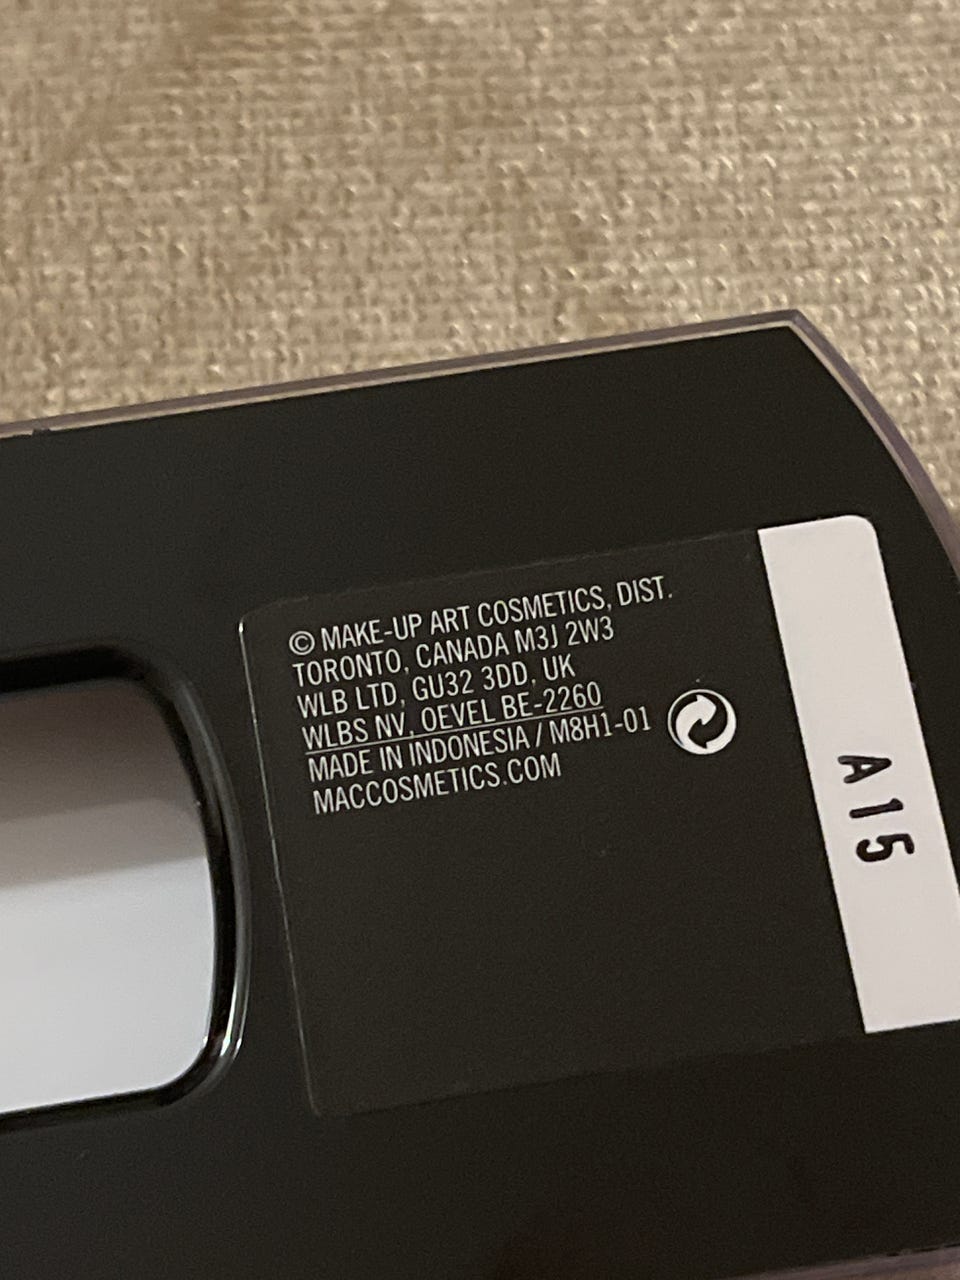 © MAKE-UP ART COSMETICS, DIST.
TORONTO, CANADA M3J 2W3
WLB LTD, GU32 3DD, UK
WLBS NV, OEVEL BE-2260
MADE IN INDONESIA / M8H1-01
MACCOSMETICS.COM
A15